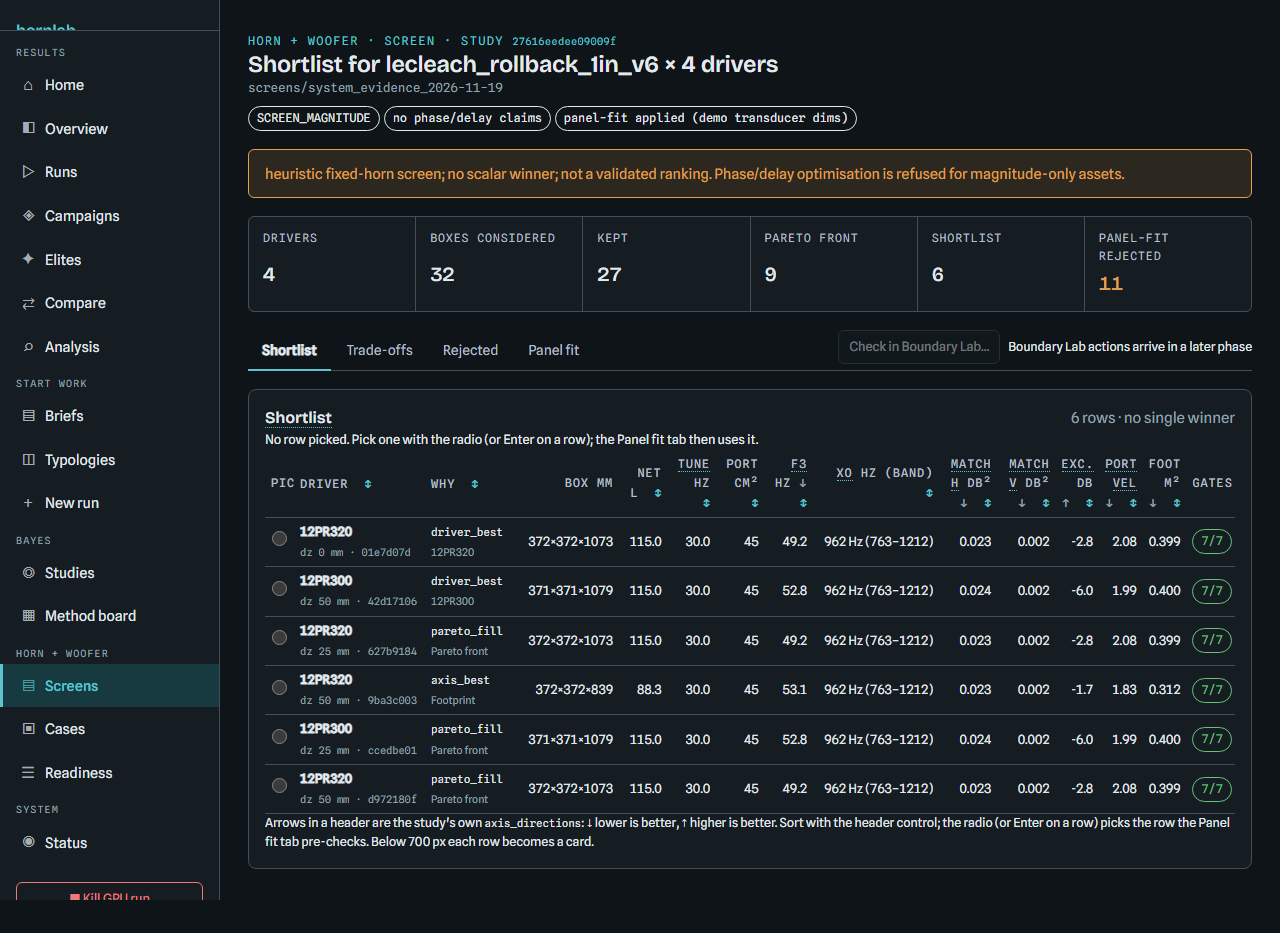 hornlab
RESULTS
Home
Overview
Runs
Campaigns
Elites
Compare
Analysis
START WORK
Briefs
Typologies
New run
BAYES
Studies
Method board
HORN + WOOFER
Screens
Cases
Readiness
SYSTEM
Status
Kill GPU run
HORN + WOOFER · SCREEN · STUDY 27616eedee09009f
Shortlist for lecleach_rollback_1in_v6 × 4 drivers
screens/system_evidence_2026-11-19
SCREEN_MAGNITUDE no phase/delay claims panel-fit applied (demo transducer dims)
heuristic fixed-horn screen; no scalar winner; not a validated ranking. Phase/delay optimisation is refused for magnitude-only assets.
DRIVERS BOXES CONSIDERED KEPT PARETO FRONT SHORTLIST PANEL-FIT REJECTED
4 32 27 9 6 11
Shortlist Trade-offs Rejected Panel fit Check in Boundary Lab... Boundary Lab actions arrive in a later phase
Shortlist 6 rows · no single winner
No row picked. Pick one with the radio (or Enter on a row); the Panel fit tab then uses it.
PIC DRIVER ↕ WHY ↕ BOX MM NET L ↕ TUNE HZ ↕ PORT CM² ↕ F3 HZ ↓ ↕ XO HZ (BAND) ↕ MATCH H DB² ↓ ↕ MATCH V DB² ↓ ↕ EXC. DB ↑ ↕ PORT VEL ↓ ↕ FOOT M² ↓ ↕ GATES
12PR320 driver_best 372×372×1073 115.0 30.0 45 49.2 962 Hz (763–1212) 0.023 0.002 -2.8 2.08 0.399 7/7
dz 0 mm · 01e7d07d 12PR320
12PR300 driver_best 371×371×1079 115.0 30.0 45 52.8 962 Hz (763–1212) 0.024 0.002 -6.0 1.99 0.400 7/7
dz 50 mm · 42d17106 12PR300
12PR320 pareto_fill 372×372×1073 115.0 30.0 45 49.2 962 Hz (763–1212) 0.023 0.002 -2.8 2.08 0.399 7/7
dz 25 mm · 627b9184 Pareto front
12PR320 axis_best 372×372×839 88.3 30.0 45 53.1 962 Hz (763–1212) 0.023 0.002 -1.7 1.83 0.312 7/7
dz 50 mm · 9ba3c003 Footprint
12PR300 pareto_fill 371×371×1079 115.0 30.0 45 52.8 962 Hz (763–1212) 0.024 0.002 -6.0 1.99 0.400 7/7
dz 25 mm · ccedbe01 Pareto front
12PR320 pareto_fill 372×372×1073 115.0 30.0 45 49.2 962 Hz (763–1212) 0.023 0.002 -2.8 2.08 0.399 7/7
dz 50 mm · d972180f Pareto front
Arrows in a header are the study's own axis_directions: ↓ lower is better, ↑ higher is better. Sort with the header control; the radio (or Enter on a row) picks the row the Panel
fit tab pre-checks. Below 700 px each row becomes a card.